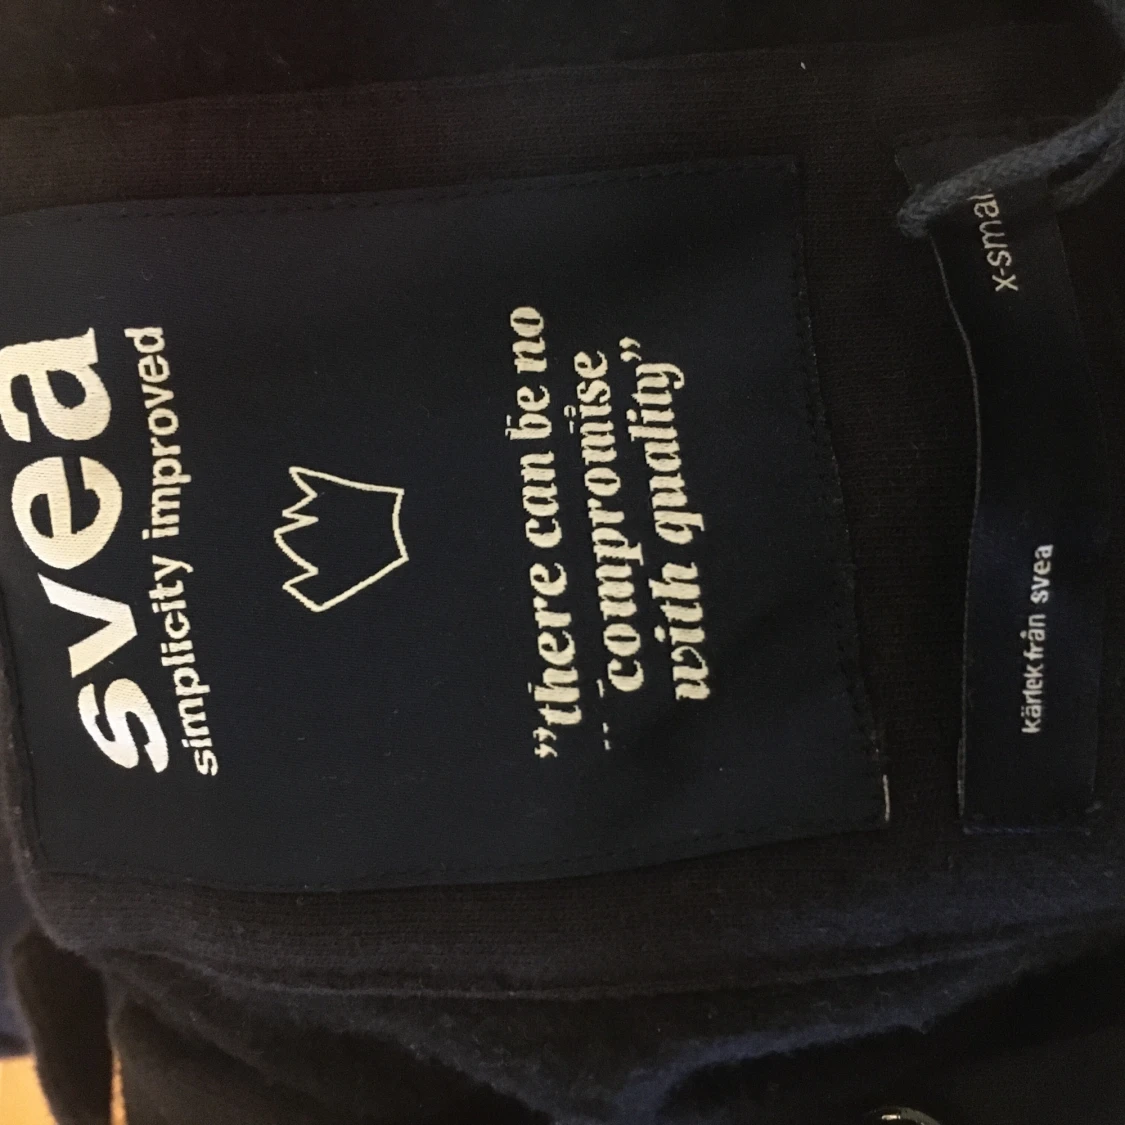 svea
simplicity improved
”there can be no
compromise
with quality”
x-smal
kärlek från svea